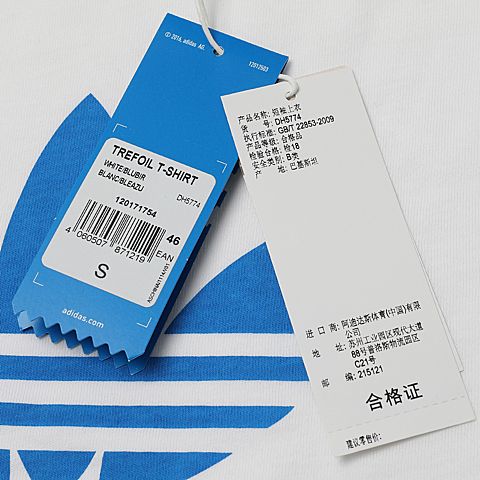 © 2016, adidas AG.
12012503
TREFOIL T-SHIRT
WHITE/BLUBIR
BLANC/BLEAZU
DH5774
120171754
4 060507 871219
EAN
46
S
adidas.com
产品名称: 短袖上衣
货 号: DH5774
执行标准: GB/T 22853-2009
产品等级: 合格品
检验合格: 检18
安全类别: B类
产 地: 巴基斯坦
进 口 商: 阿迪达斯体育(中国)有限
公司
地 址: 苏州工业园区现代大道
88号普洛斯物流园区
C21号
邮 编: 215121
合格证
建议零售价: